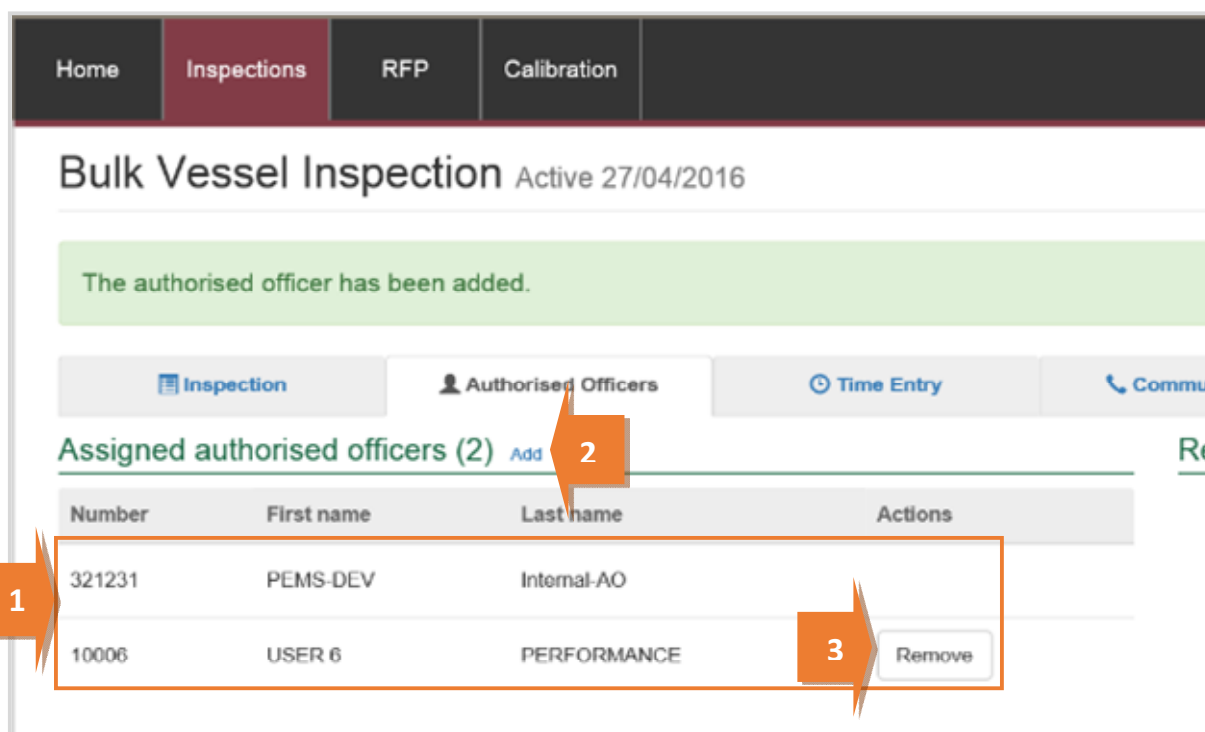 Home Inspections RFP Calibration
Bulk Vessel Inspection Active 27/04/2016
The authorised officer has been added.
Inspection Authorised Officers Time Entry Commu
Assigned authorised officers (2) Add 2 Re
Number First name Last name Actions
1 321231 PEMS-DEV Internal-AO
10006 USER 6 PERFORMANCE 3 Remove